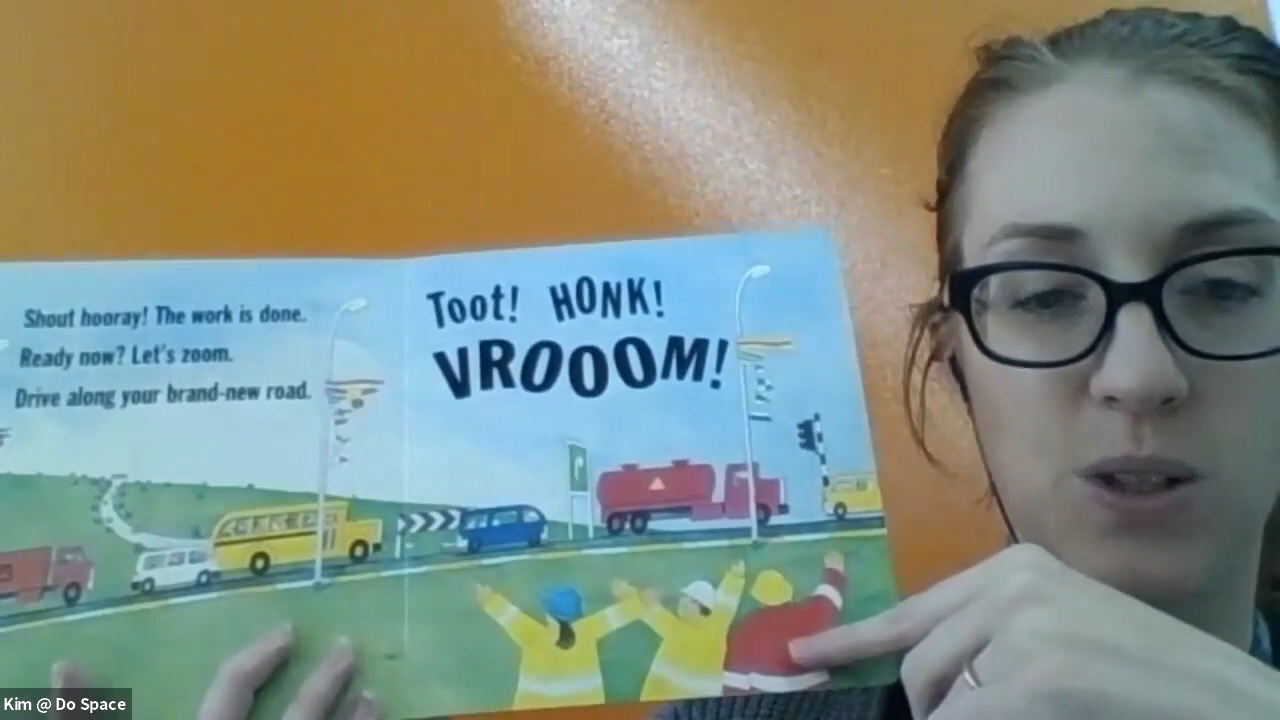 Shout hooray! The work is done.
Ready now? Let's zoom.
Drive along your brand-new road.
Toot! HONK!
VROOOM!
Kim @ Do Space